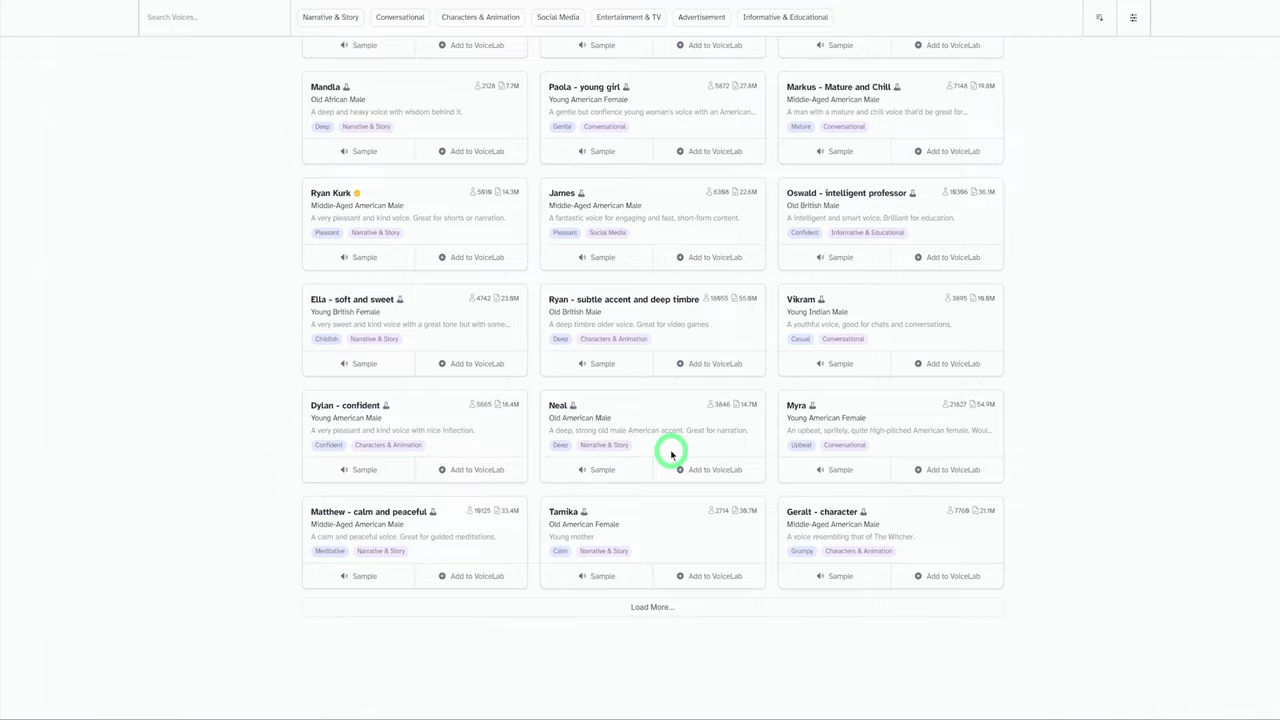 Search Voices...
Narrative & Story Conversational Characters & Animation Social Media Entertainment & TV Advertisement Informative & Educational
Sample Add to VoiceLab Sample Add to VoiceLab Sample Add to VoiceLab
Mandla 2128 7.7M
Old African Male
A deep and heavy voice with wisdom behind it.
Deep Narrative & Story
Sample Add to VoiceLab
Paola - young girl 5872 27.8M
Young American Female
A gentle but confience young woman's voice with an American...
Gentle Conversational
Sample Add to VoiceLab
Markus - Mature and Chill 7148 19.8M
Middle-Aged American Male
A man with a mature and chill voice that'd be great for...
Mature Conversational
Sample Add to VoiceLab
Ryan Kurk 5019 14.3M
Middle-Aged American Male
A very pleasant and kind voice. Great for shorts or narration.
Pleasant Narrative & Story
Sample Add to VoiceLab
James 6398 22.6M
Middle-Aged American Male
A fantastic voice for engaging and fast, short-form content.
Pleasant Social Media
Sample Add to VoiceLab
Oswald - intelligent professor 10306 36.1M
Old British Male
A intelligent and smart voice. Brilliant for education.
Confident Informative & Educational
Sample Add to VoiceLab
Ella - soft and sweet 4742 23.0M
Young British Female
A very sweet and kind voice with a great tone but with some...
Childish Narrative & Story
Sample Add to VoiceLab
Ryan - subtle accent and deep timbre 18055 55.0M
Old British Male
A deep timbre older voice. Great for video games
Deep Characters & Animation
Sample Add to VoiceLab
Vikram 3895 10.0M
Young Indian Male
A youthful voice, good for chats and conversations.
Casual Conversational
Sample Add to VoiceLab
Dylan - confident 5665 18.4M
Young American Male
A very pleasant and kind voice with nice inflection.
Confident Characters & Animation
Sample Add to VoiceLab
Neal 3846 14.7M
Old American Male
A deep, strong old male American accent. Great for narration.
Deep Narrative & Story
Sample Add to VoiceLab
Myra 21827 54.9M
Young American Female
An upbeat, spritely, quite high-pitched American female. Woul...
Upbeat Conversational
Sample Add to VoiceLab
Matthew - calm and peaceful 10125 33.4M
Middle-Aged American Male
A calm and peaceful voice. Great for guided meditations.
Meditative Narrative & Story
Sample Add to VoiceLab
Tamika 2714 30.7M
Old American Female
Young mother
Calm Narrative & Story
Sample Add to VoiceLab
Geralt - character 7760 21.1M
Middle-Aged American Male
A voice resembling that of The Witcher.
Grumpy Characters & Animation
Sample Add to VoiceLab
Load More...